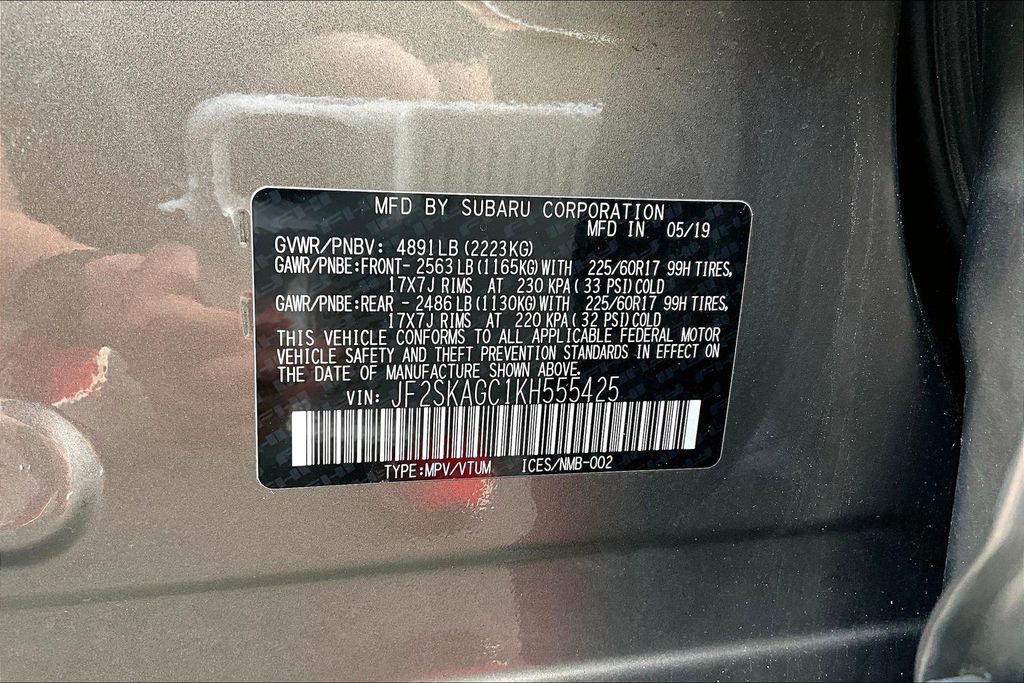 MFD BY SUBARU CORPORATION
MFD IN 05/19
GVWR/PNBV: 4891LB(2223KG)
GAWR/PNBE:FRONT- 2563LB(1165KG)WITH 225/60R17 99H TIRES,
17X7J RIMS AT 230 KPA( 33 PSI)COLD
GAWR/PNBE:REAR - 2486LB(1130KG)WITH 225/60R17 99H TIRES,
17X7J RIMS AT 220 KPA( 32 PSI)COLD
THIS VEHICLE CONFORMS TO ALL APPLICABLE FEDERAL MOTOR
VEHICLE SAFETY AND THEFT PREVENTION STANDARDS IN EFFECT ON
THE DATE OF MANUFACTURE SHOWN ABOVE.
VIN: JF2SKAGC1KH555425
TYPE:MPV/VTUM ICES/NMB-002